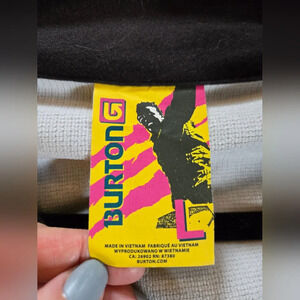 BURTON
L
MADE IN VIETNAM FABRIQUÉ AU VIETNAM
WYPRODUKOWANO W WIETNAMIE
CA: 26902 RN: 87380
BURTON.COM